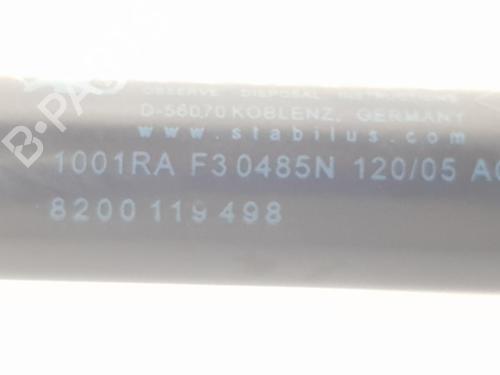 OBSERVE DISPOSAL INSTRUCTIONS
D-56070 KOBLENZ, GERMANY
www.stabilus.com
1001RA F3 0485N 120/05 A
8200 119 498
B-PARTS